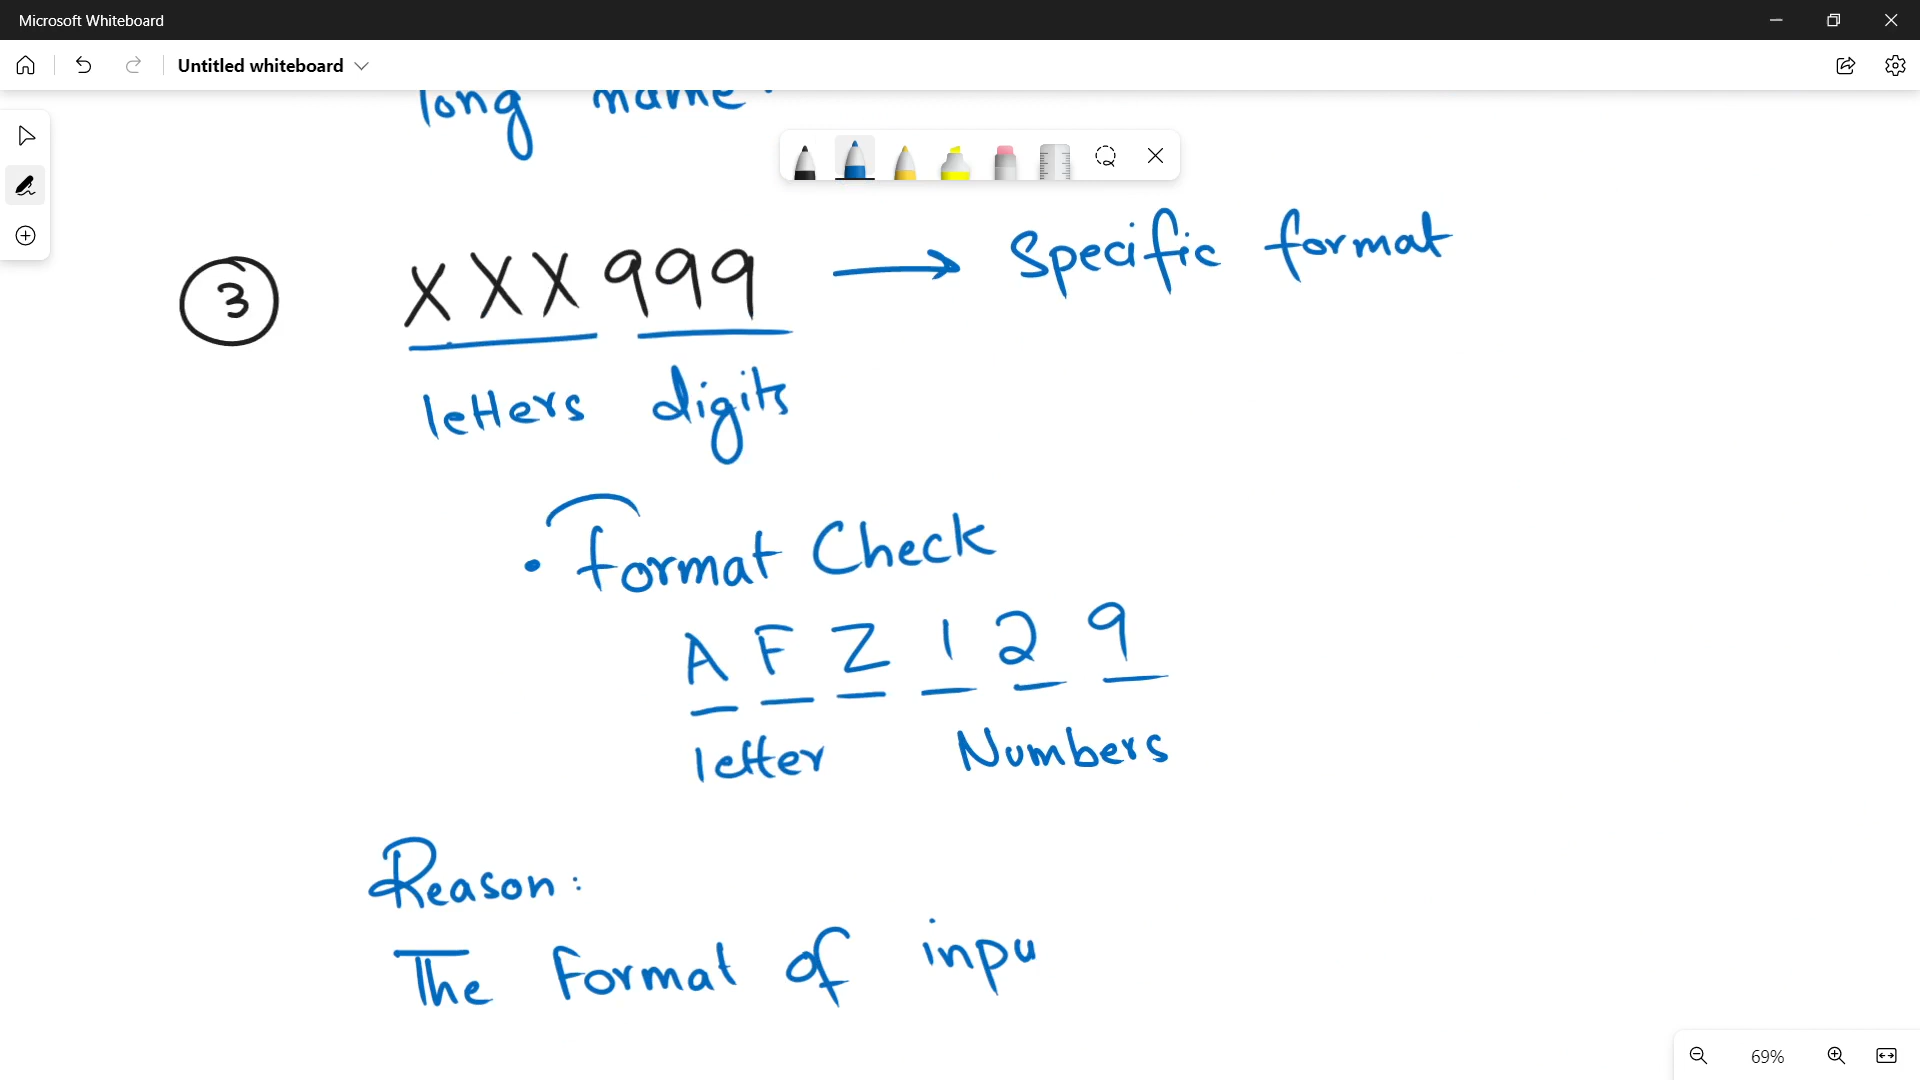 Microsoft Whiteboard
Untitled whiteboard
long name.
3 XXX999 → Specific format
letters digits
• format Check
A F Z 1 2 9
letter Numbers
Reason:
The format of inpu
69%